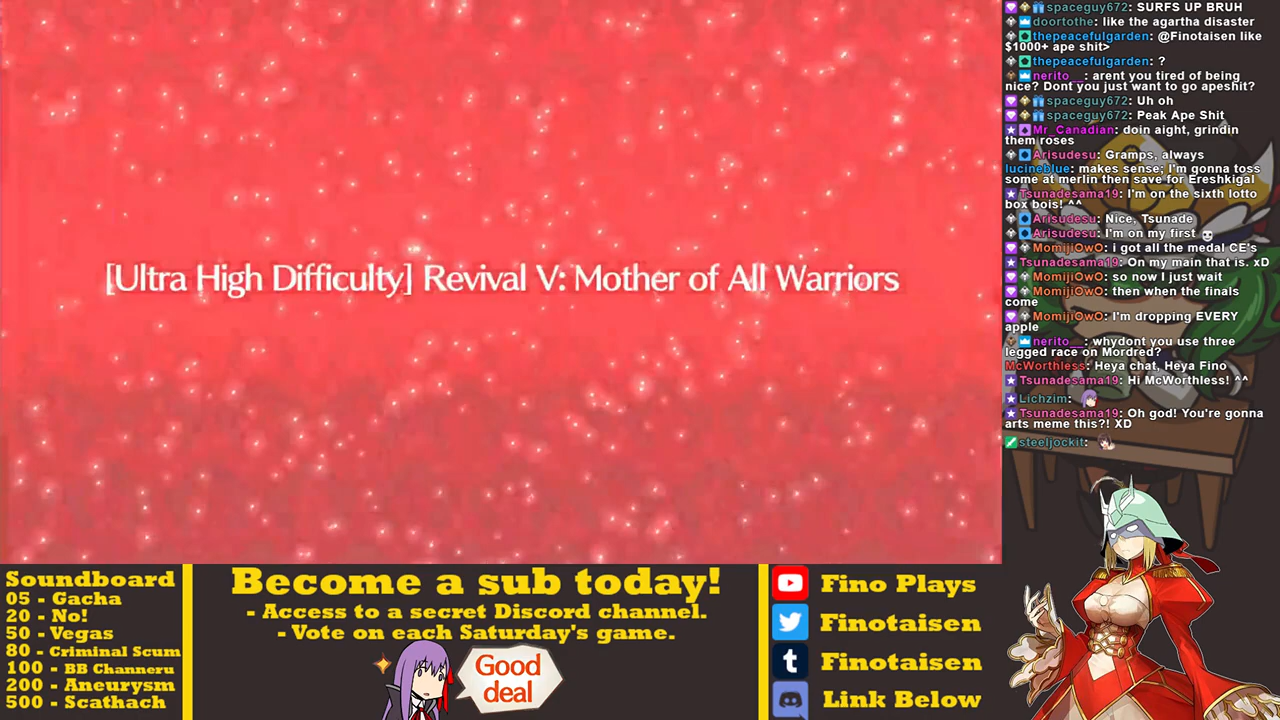 [Ultra High Difficulty] Revival V: Mother of All Warriors
spaceguy672: SURFS UP BRUH
doortothe: like the agartha disaster
thepeacefulgarden: @Finotaisen like
$1000+ ape shit>
thepeacefulgarden: ?
nerito__: arent you tired of being
nice? Dont you just want to go apeshit?
spaceguy672: Uh oh
spaceguy672: Peak Ape Shit
Mr_Canadian: doin aight, grindin
them roses
Arisudesu: Gramps, always
lucineblue: makes sense; I'm gonna toss
some at merlin then save for Ereshkigal
Tsunadesama19: I'm on the sixth lotto
box bois! ^^
Arisudesu: Nice, Tsunade
Arisudesu: I'm on my first
MomijiOwO: i got all the medal CE's
Tsunadesama19: On my main that is. xD
MomijiOwO: so now I just wait
MomijiOwO: then when the finals
come
MomijiOwO: I'm dropping EVERY
apple
nerito__: whydont you use three
legged race on Mordred?
McWorthless: Heya chat, Heya Fino
Tsunadesama19: Hi McWorthless! ^^
Lichzim:
Tsunadesama19: Oh god! You're gonna
arts meme this?! XD
steeljockit:
Soundboard
05 - Gacha
20 - No!
50 - Vegas
80 - Criminal Scum
100 - BB Channeru
200 - Aneurysm
500 - Scathach
Become a sub today!
- Access to a secret Discord channel.
- Vote on each Saturday's game.
Good
deal
Fino Plays
Finotaisen
t Finotaisen
Link Below